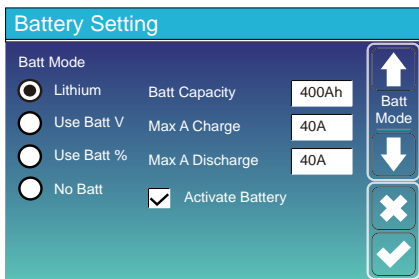 Battery Setting
Batt Mode
Lithium
Batt Capacity
400Ah
Use Batt V
Max A Charge
40A
Use Batt %
Max A Discharge
40A
No Batt
Activate Battery
Batt
Mode